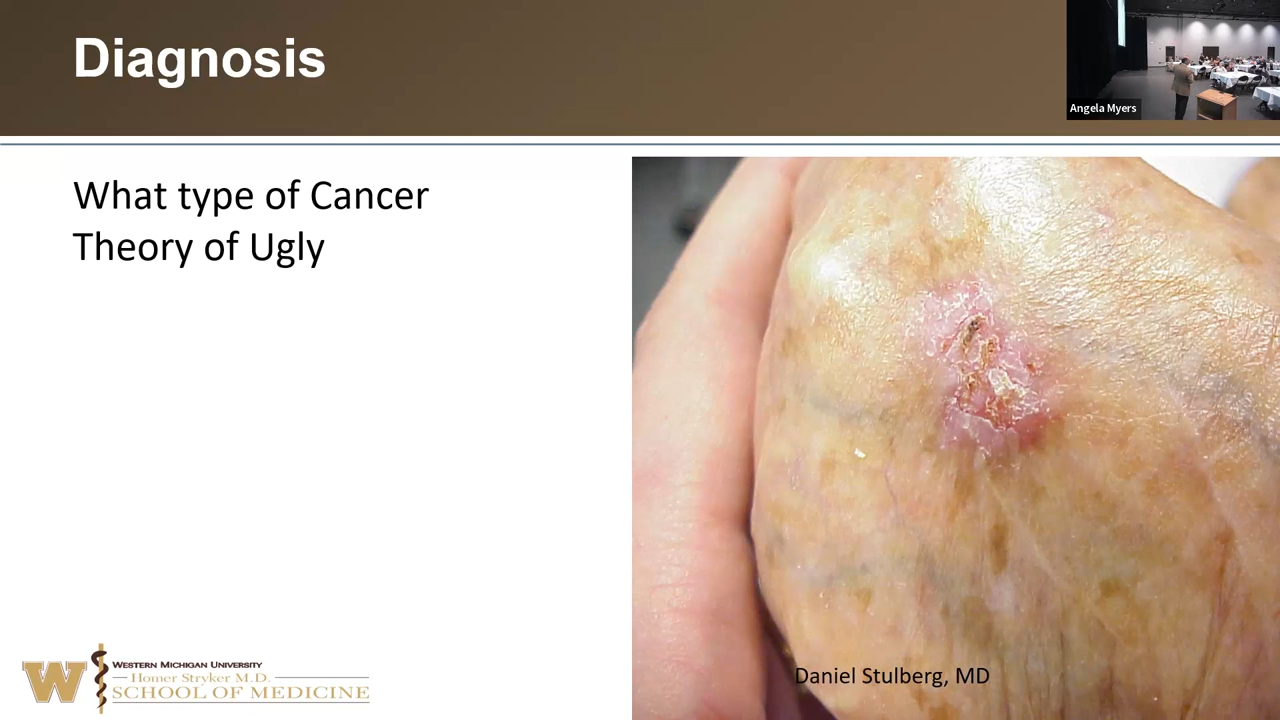 Diagnosis
Angela Myers
What type of Cancer
Theory of Ugly
Daniel Stulberg, MD
W
WESTERN MICHIGAN UNIVERSITY
Homer Stryker M.D.
SCHOOL OF MEDICINE